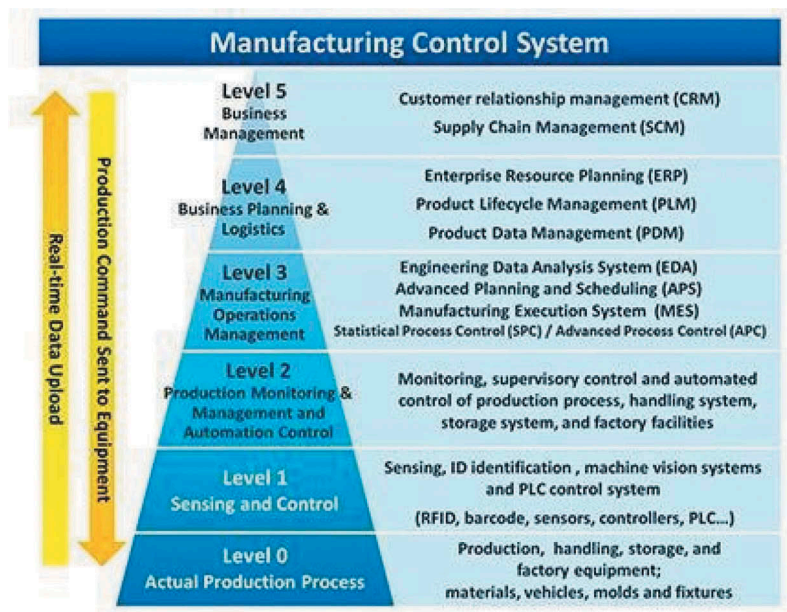 Manufacturing Control System
Real-time Data Upload
Production Command Sent to Equipment
Level 5
Business
Management
Customer relationship management (CRM)
Supply Chain Management (SCM)
Level 4
Business Planning &
Logistics
Enterprise Resource Planning (ERP)
Product Lifecycle Management (PLM)
Product Data Management (PDM)
Level 3
Manufacturing
Operations
Management
Engineering Data Analysis System (EDA)
Advanced Planning and Scheduling (APS)
Manufacturing Execution System (MES)
Statistical Process Control (SPC) / Advanced Process Control (APC)
Level 2
Production Monitoring &
Management and
Automation Control
Monitoring, supervisory control and automated
control of production process, handling system,
storage system, and factory facilities
Level 1
Sensing and Control
Sensing, ID identification , machine vision systems
and PLC control system
(RFID, barcode, sensors, controllers, PLC...)
Level 0
Actual Production Process
Production, handling, storage, and
factory equipment;
materials, vehicles, molds and fixtures